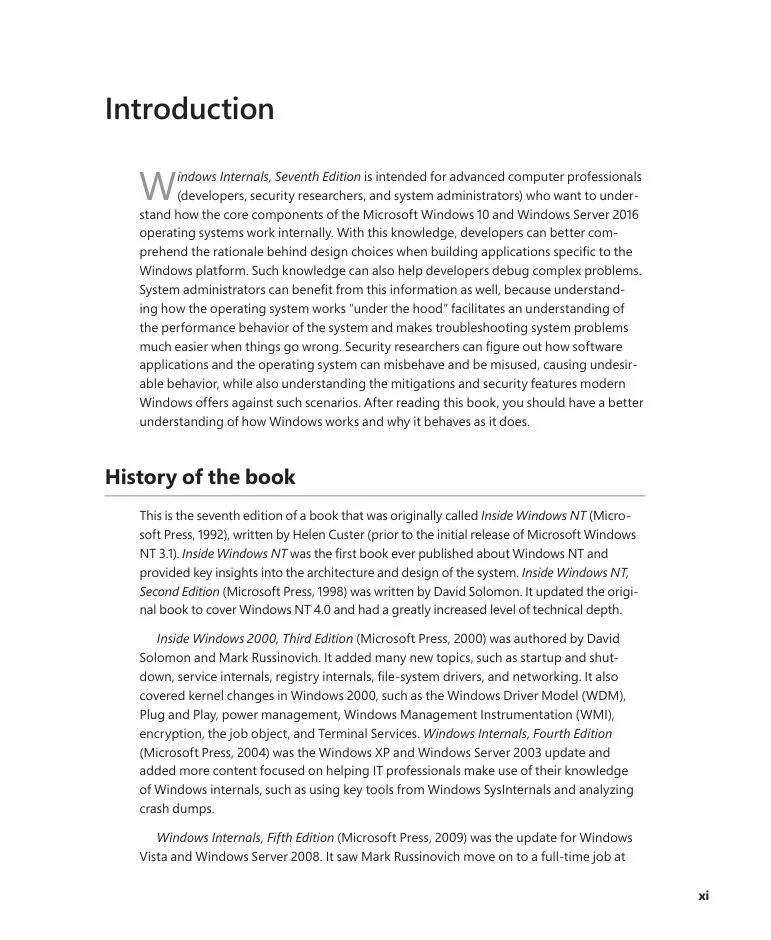 Introduction
Windows Internals, Seventh Edition is intended for advanced computer professionals
(developers, security researchers, and system administrators) who want to under-
stand how the core components of the Microsoft Windows 10 and Windows Server 2016
operating systems work internally. With this knowledge, developers can better com-
prehend the rationale behind design choices when building applications specific to the
Windows platform. Such knowledge can also help developers debug complex problems.
System administrators can benefit from this information as well, because understand-
ing how the operating system works “under the hood” facilitates an understanding of
the performance behavior of the system and makes troubleshooting system problems
much easier when things go wrong. Security researchers can figure out how software
applications and the operating system can misbehave and be misused, causing undesir-
able behavior, while also understanding the mitigations and security features modern
Windows offers against such scenarios. After reading this book, you should have a better
understanding of how Windows works and why it behaves as it does.
History of the book
This is the seventh edition of a book that was originally called Inside Windows NT (Micro-
soft Press, 1992), written by Helen Custer (prior to the initial release of Microsoft Windows
NT 3.1). Inside Windows NT was the first book ever published about Windows NT and
provided key insights into the architecture and design of the system. Inside Windows NT,
Second Edition (Microsoft Press, 1998) was written by David Solomon. It updated the origi-
nal book to cover Windows NT 4.0 and had a greatly increased level of technical depth.
Inside Windows 2000, Third Edition (Microsoft Press, 2000) was authored by David
Solomon and Mark Russinovich. It added many new topics, such as startup and shut-
down, service internals, registry internals, file-system drivers, and networking. It also
covered kernel changes in Windows 2000, such as the Windows Driver Model (WDM),
Plug and Play, power management, Windows Management Instrumentation (WMI),
encryption, the job object, and Terminal Services. Windows Internals, Fourth Edition
(Microsoft Press, 2004) was the Windows XP and Windows Server 2003 update and
added more content focused on helping IT professionals make use of their knowledge
of Windows internals, such as using key tools from Windows SysInternals and analyzing
crash dumps.
Windows Internals, Fifth Edition (Microsoft Press, 2009) was the update for Windows
Vista and Windows Server 2008. It saw Mark Russinovich move on to a full-time job at
xi